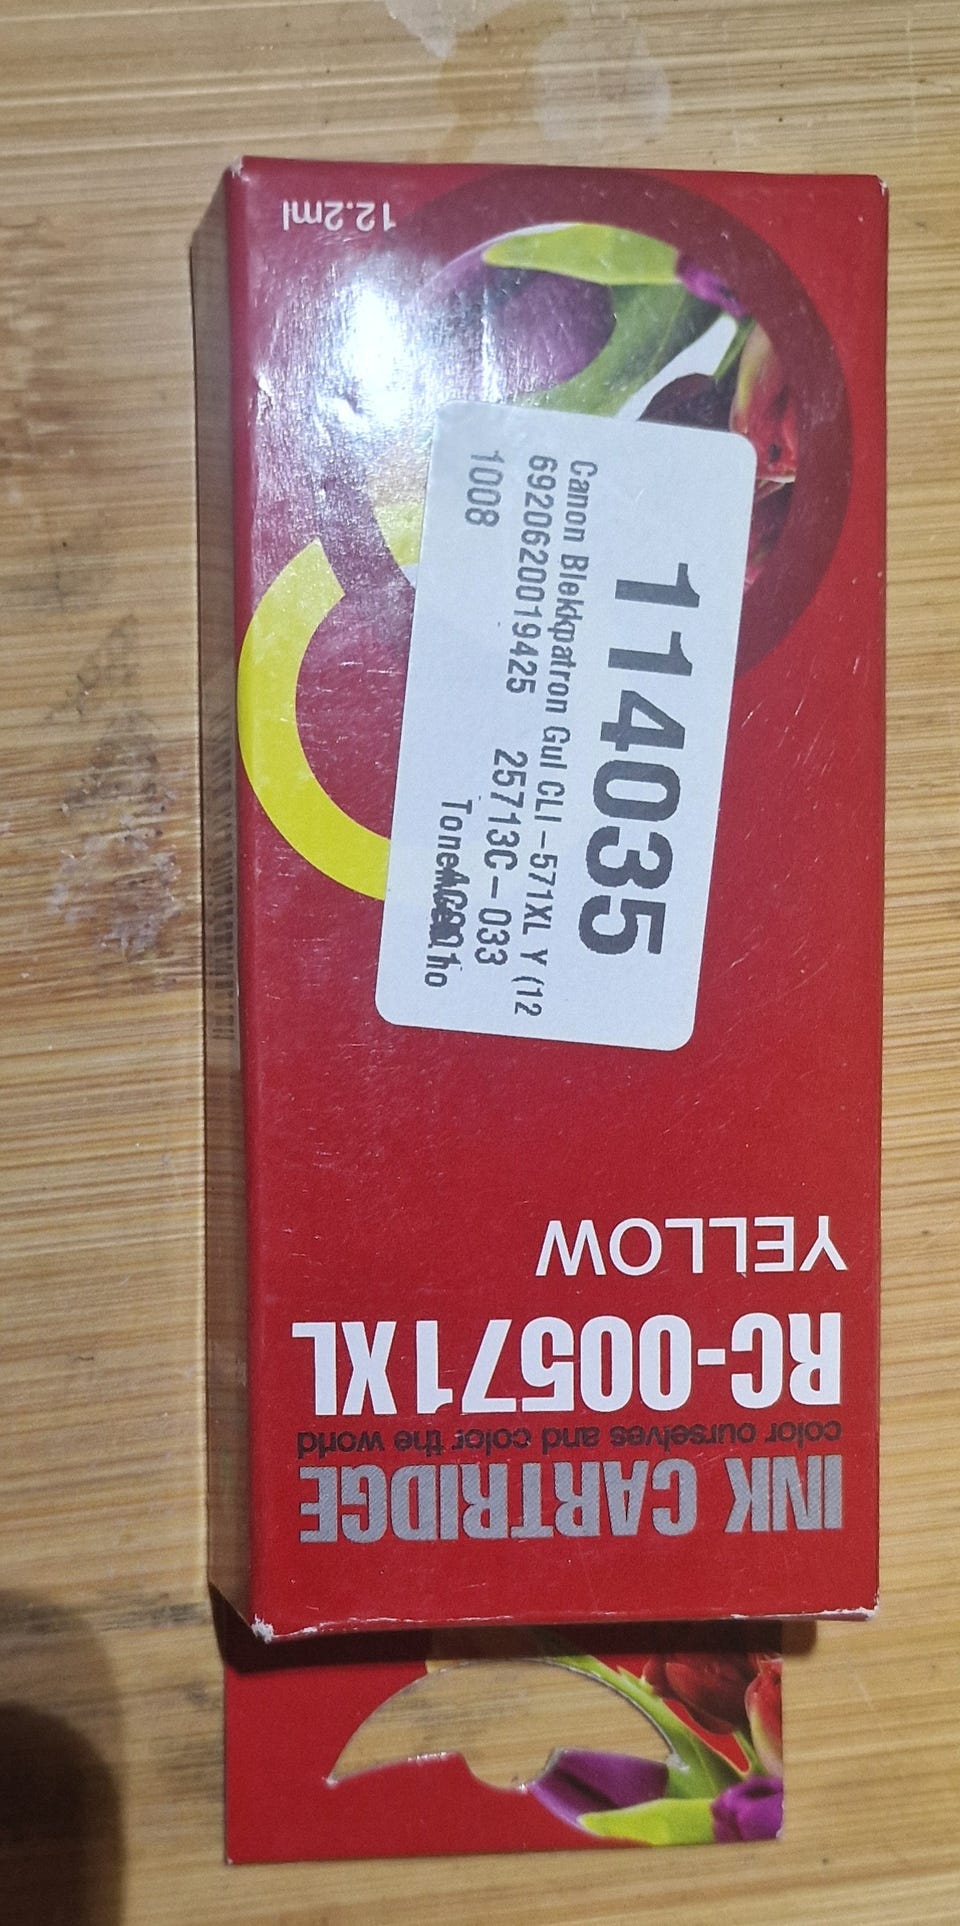 INK CARTRIDGE
color ourselves and color the world
RC-00571XL
YELLOW
12.2ml
114035
Canon Blekkpatron Gul CLI-571XL Y (12
6920620019425 25713C-033
1008